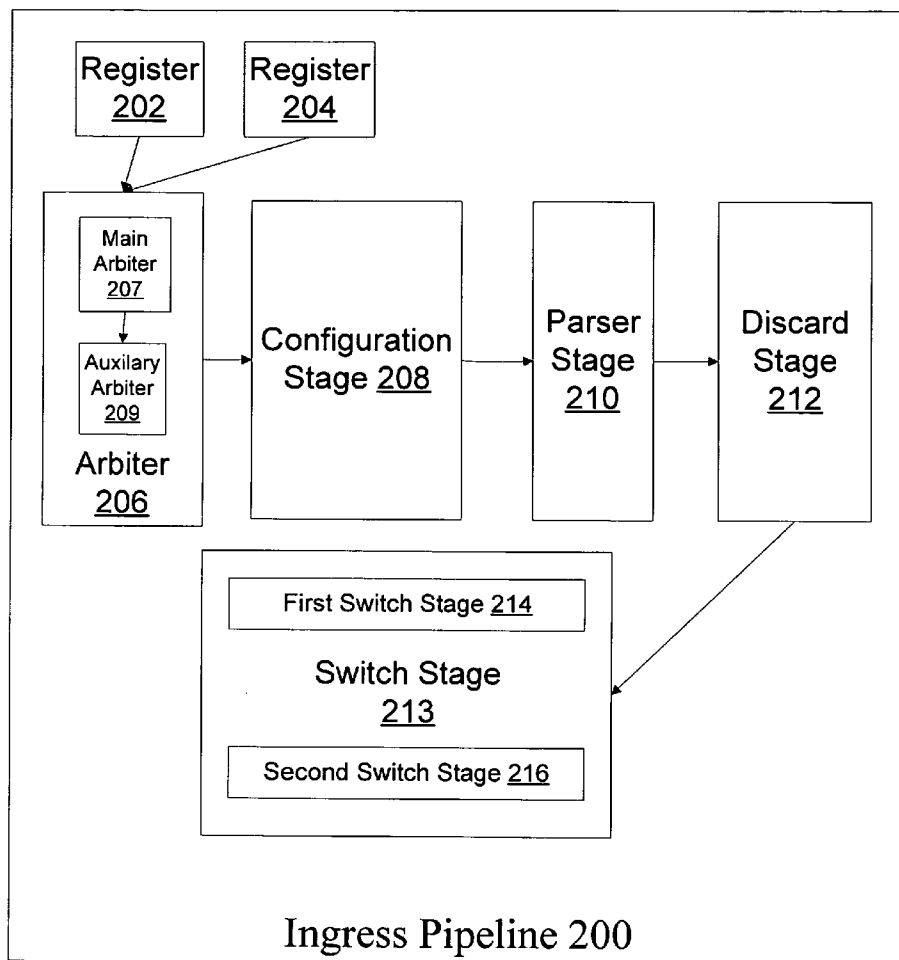 Register
202
Register
204
Main
Arbiter
207
Auxilary
Arbiter
209
Arbiter
206
Configuration
Stage 208
Parser
Stage
210
Discard
Stage
212
First Switch Stage 214
Switch Stage
213
Second Switch Stage 216
Ingress Pipeline 200